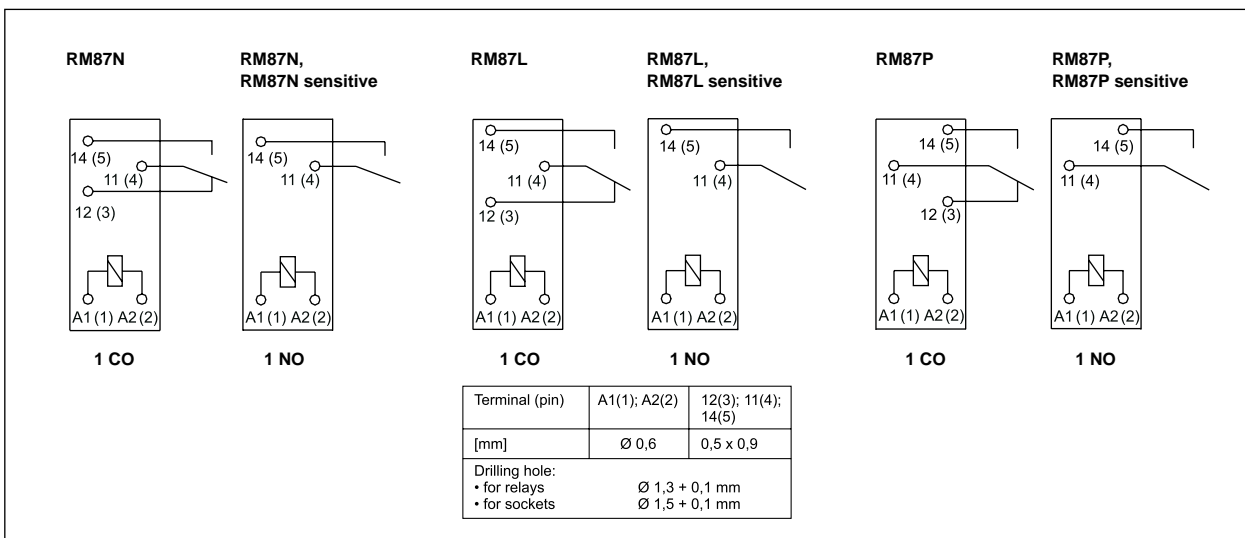 RM87N
RM87N,
RM87N sensitive
RM87L
RM87L,
RM87L sensitive
RM87P
RM87P,
RM87P sensitive
14 (5)
11 (4)
12 (3)
A1 (1) A2 (2)
1 CO
14 (5)
11 (4)
A1 (1) A2 (2)
1 NO
14 (5)
11 (4)
12 (3)
A1 (1) A2 (2)
1 CO
14 (5)
11 (4)
A1 (1) A2 (2)
1 NO
14 (5)
11 (4)
12 (3)
A1 (1) A2 (2)
1 CO
14 (5)
11 (4)
A1 (1) A2 (2)
1 NO
Terminal (pin) A1(1); A2(2) 12(3); 11(4);
14(5)
[mm] Ø 0,6 0,5 x 0,9
Drilling hole:
• for relays Ø 1,3 + 0,1 mm
• for sockets Ø 1,5 + 0,1 mm